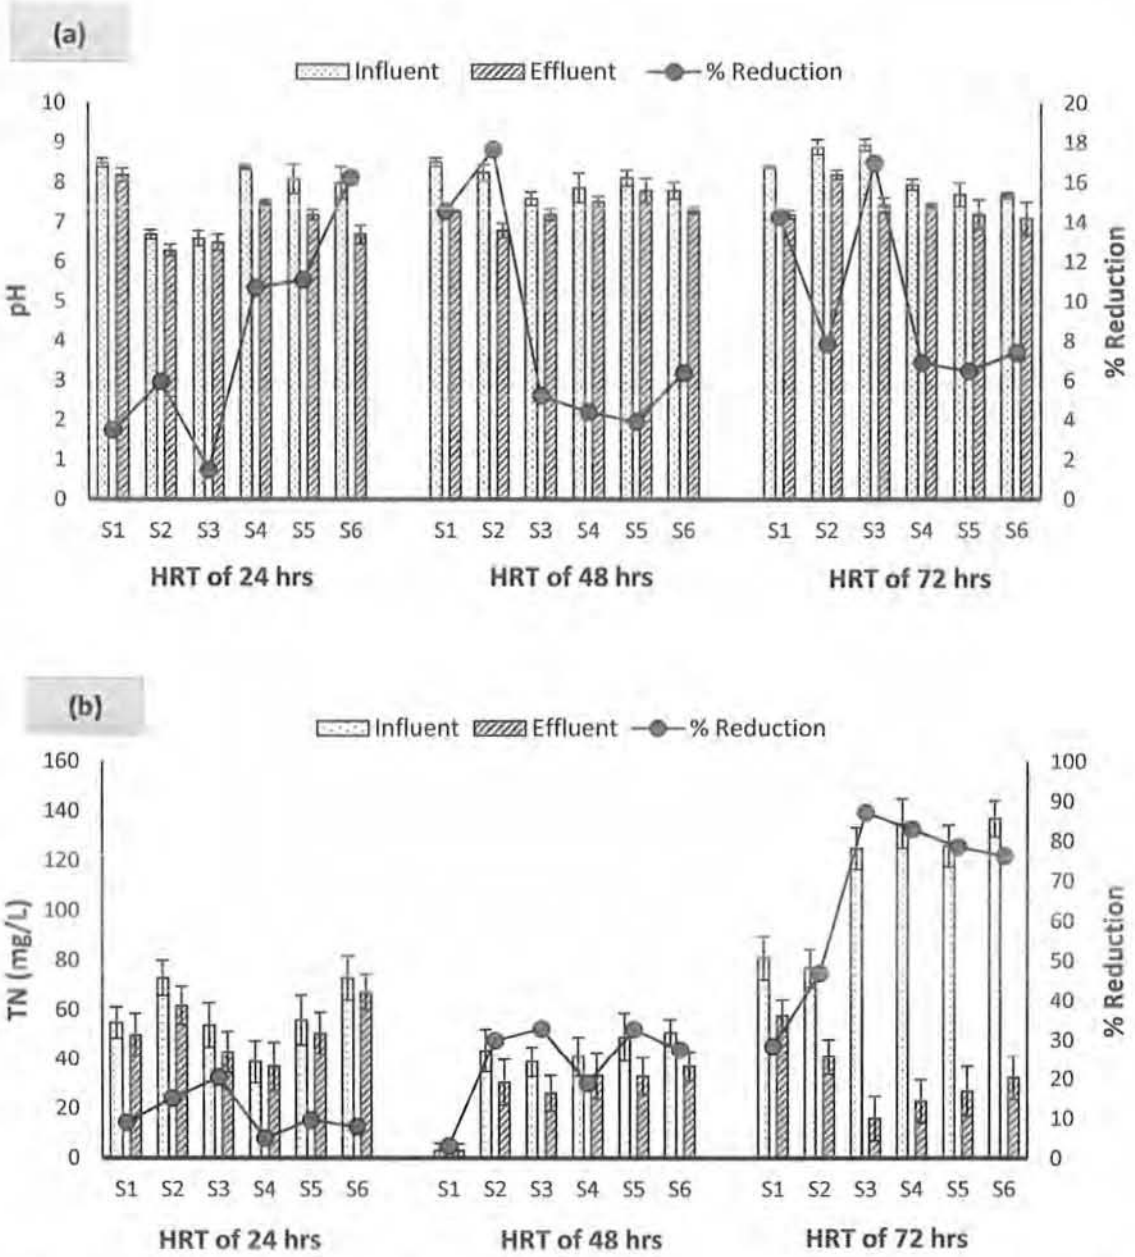 (a)
Influent Effluent % Reduction
10 20
9 18
8 16
7 14
6 12
5 10
4 8
3 6
2 4
1 2
0 0
pH
% Reduction
S1 S2 S3 S4 S5 S6 S1 S2 S3 S4 S5 S6 S1 S2 S3 S4 S5 S6
HRT of 24 hrs HRT of 48 hrs HRT of 72 hrs
(b)
Influent Effluent % Reduction
160 100
140 90
120 80
100 70
80 60
60 50
40 40
20 30
0 20
10
0
TN (mg/L)
% Reduction
S1 S2 S3 S4 S5 S6 S1 S2 S3 S4 S5 S6 S1 S2 S3 S4 S5 S6
HRT of 24 hrs HRT of 48 hrs HRT of 72 hrs